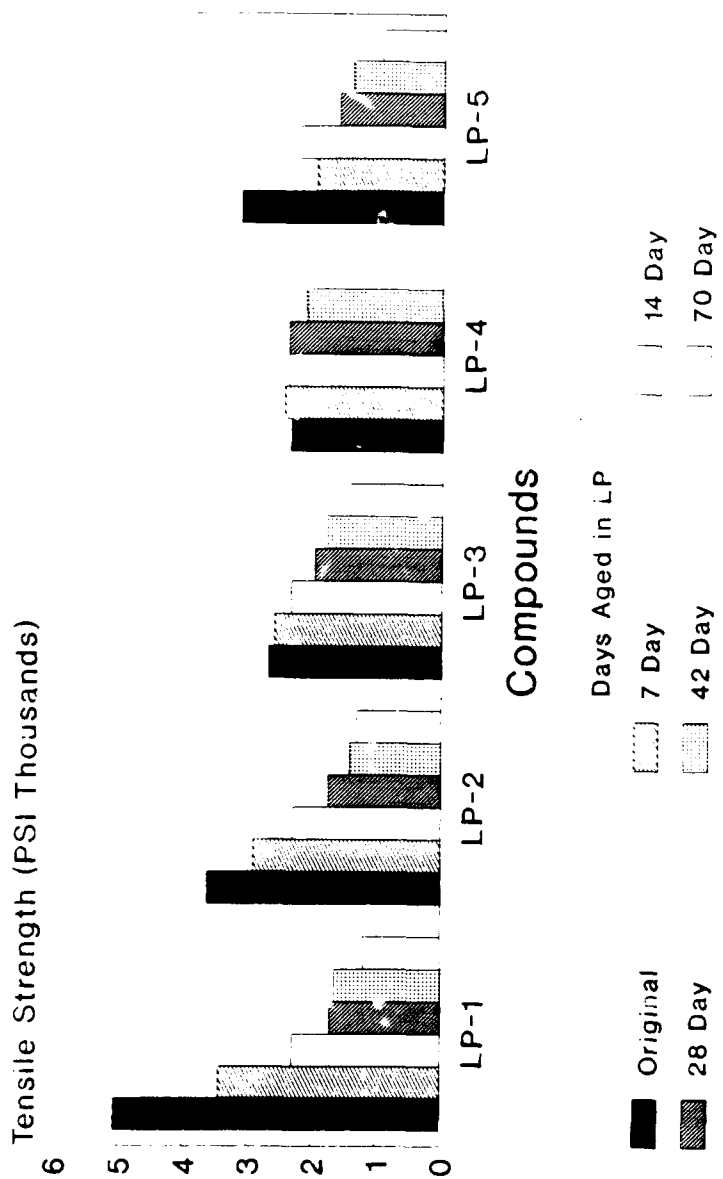 Tensile Strength (PSI Thousands)
6
5
4
3
2
1
0
LP-1 LP-2 LP-3 LP-4 LP-5
Compounds
Days Aged in LP
Original 7 Day 14 Day
28 Day 42 Day 70 Day